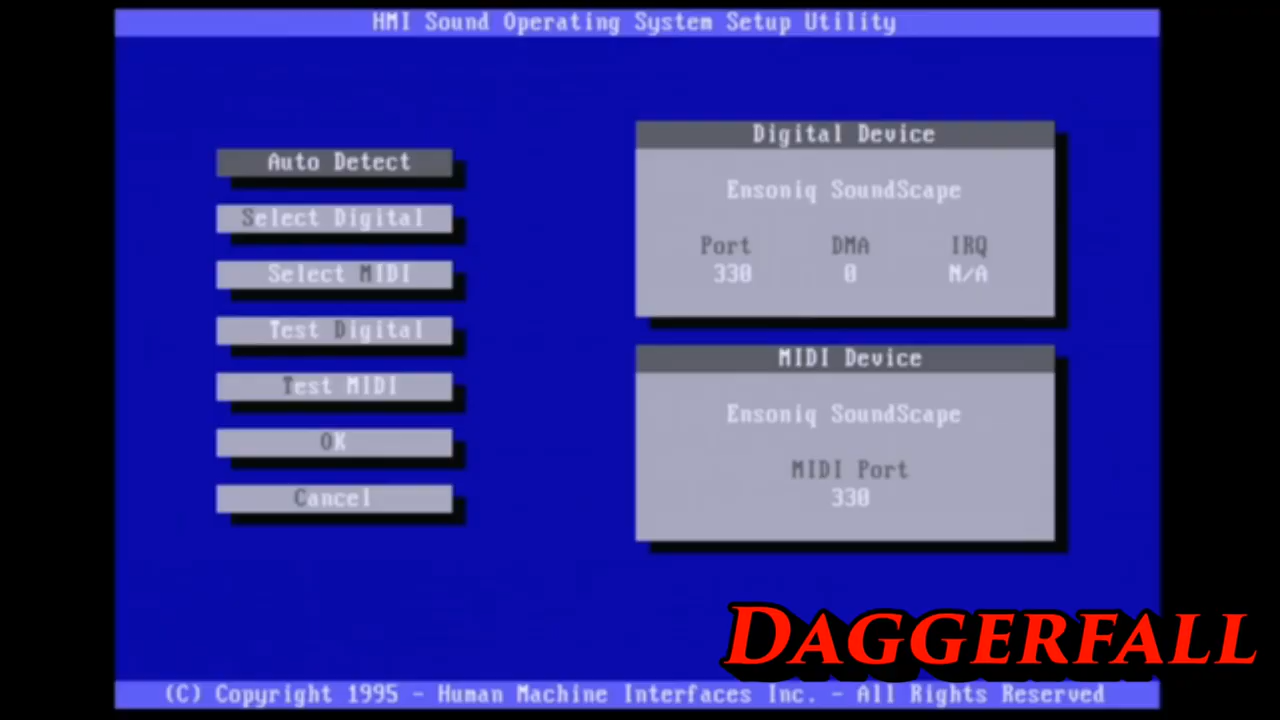 HMI Sound Operating System Setup Utility
Auto Detect
Select Digital
Select MIDI
Test Digital
Test MIDI
OK
Cancel
Digital Device
Ensoniq SoundScape
Port DMA IRQ
330 0 N/A
MIDI Device
Ensoniq SoundScape
MIDI Port
330
DAGGERFALL
(C) Copyright 1995 - Human Machine Interfaces Inc. - All Rights Reserved